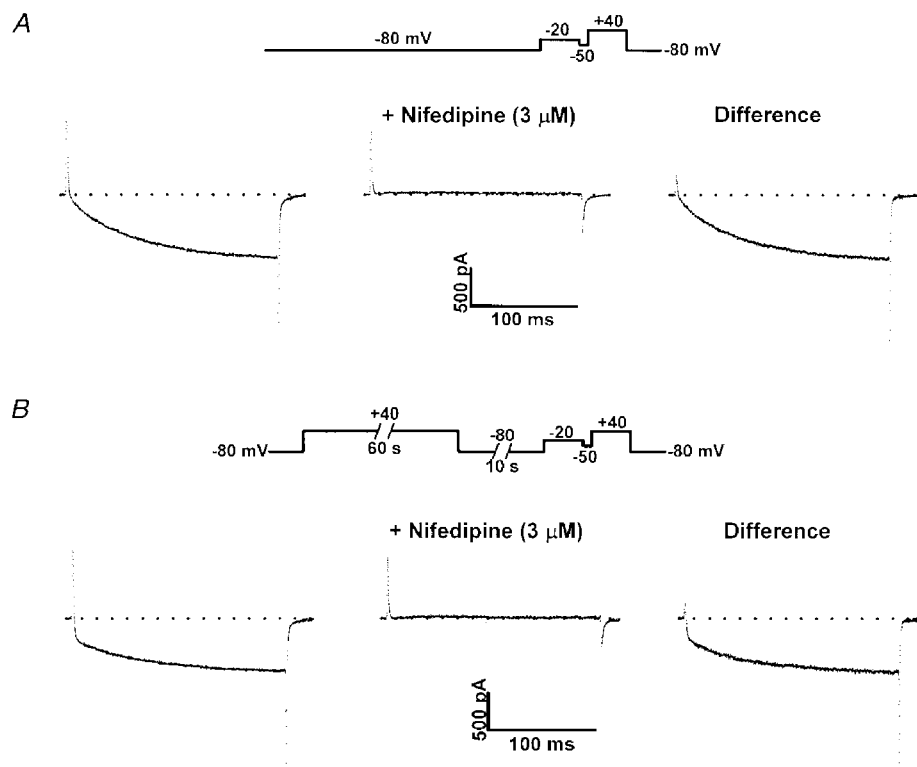 A
-80 mV
-20
+40
-50
-80 mV
+ Nifedipine (3 μM)
Difference
500 pA
100 ms
B
-80 mV
+40
60 s
-80
10 s
-20
+40
-50
-80 mV
+ Nifedipine (3 μM)
Difference
500 pA
100 ms